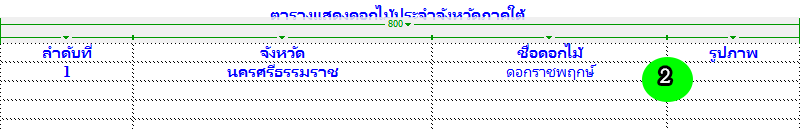 ตารางแสดงดอกไม้ประจำจังหวัดภาคใต้
800
ลำดับที่ จังหวัด ชื่อดอกไม้ รูปภาพ
1 นครศรีธรรมราช ดอกราชพฤกษ์ 2